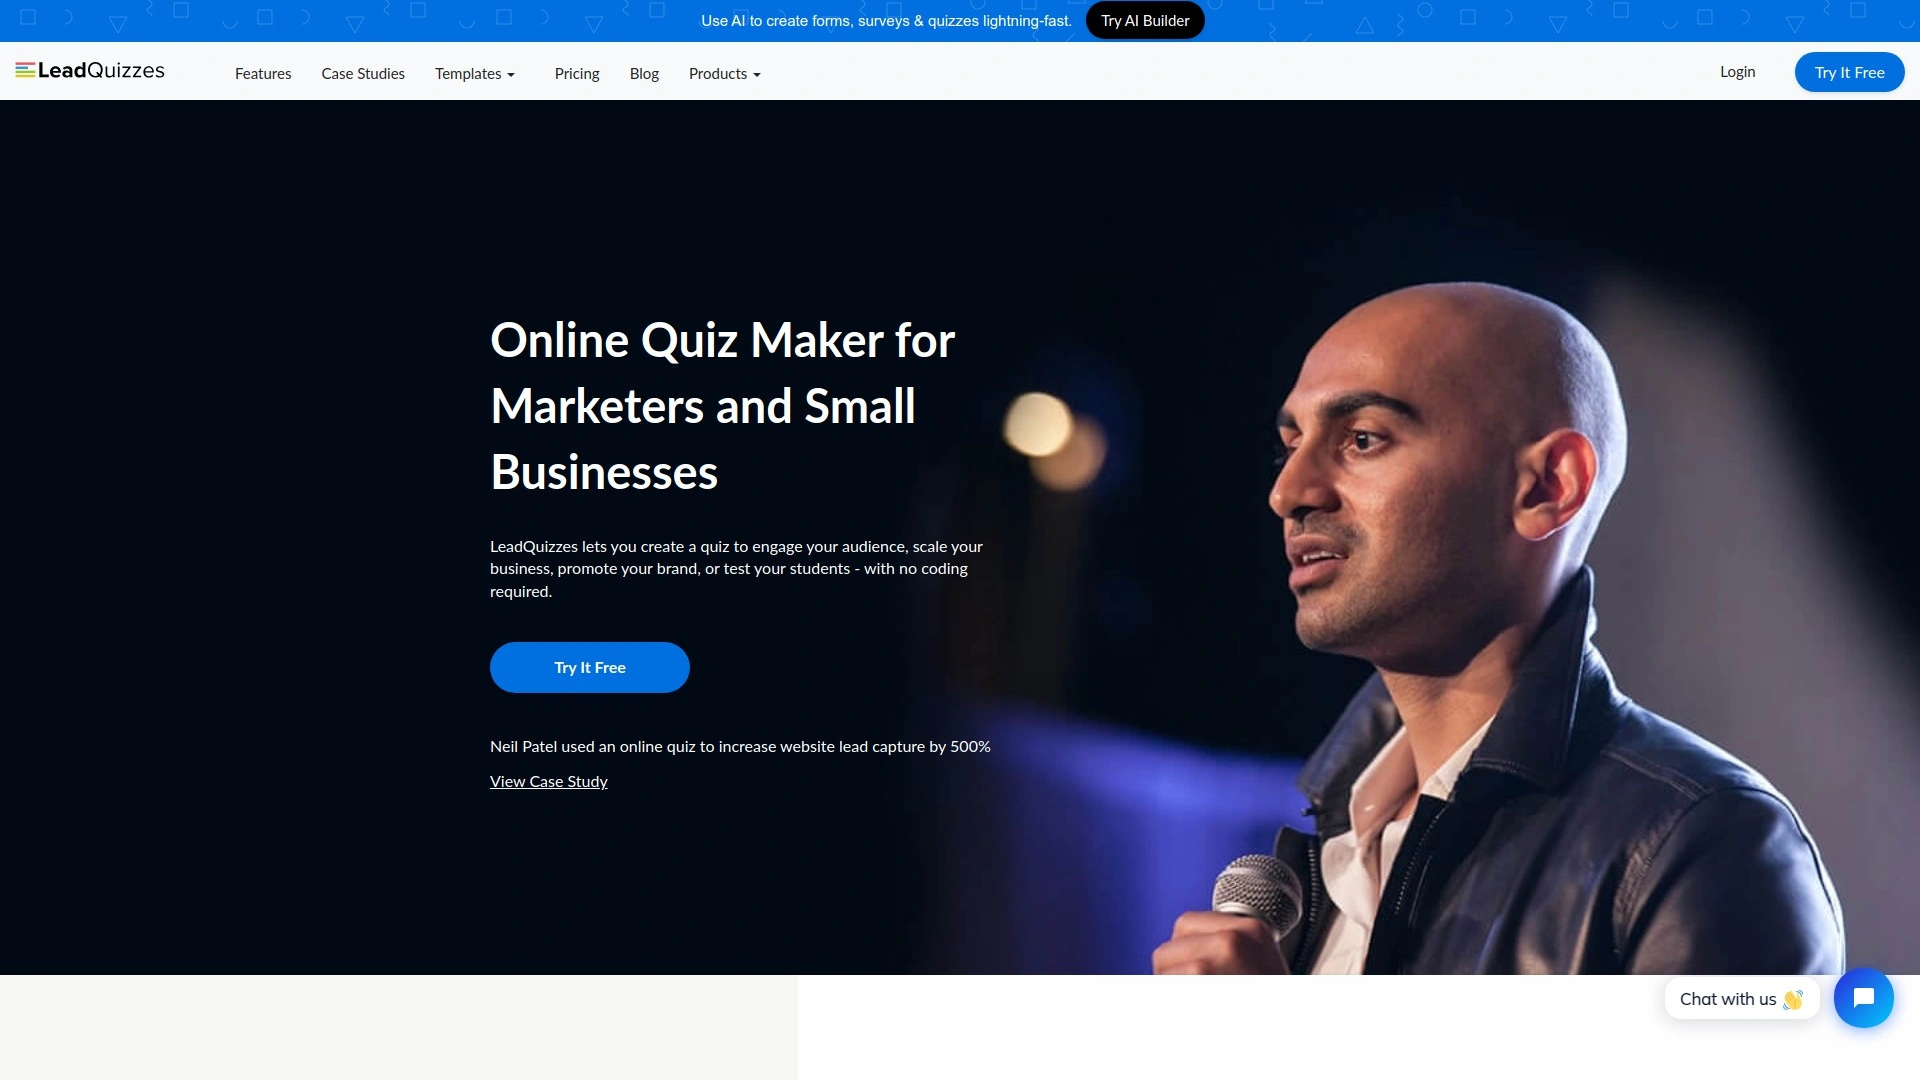 Use AI to create forms, surveys & quizzes lightning-fast. Try AI Builder
LeadQuizzes Features Case Studies Templates Pricing Blog Products Login Try It Free
Online Quiz Maker for
Marketers and Small
Businesses
LeadQuizzes lets you create a quiz to engage your audience, scale your
business, promote your brand, or test your students - with no coding
required.
Try It Free
Neil Patel used an online quiz to increase website lead capture by 500%
View Case Study
Chat with us 👋